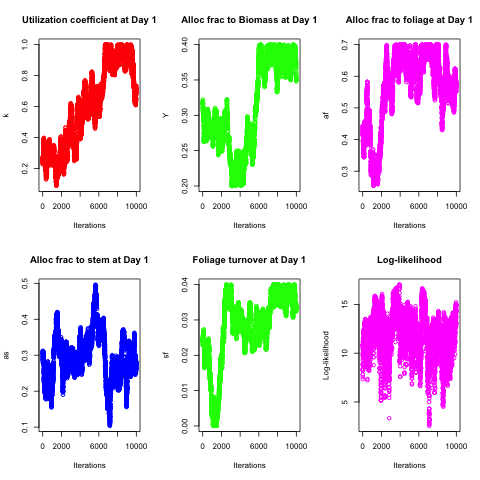 Utilization coefficient at Day 1
k
0.2 0.4 0.6 0.8 1.0
0 2000 6000 10000
Iterations
Alloc frac to Biomass at Day 1
Y
0.20 0.25 0.30 0.35 0.40
0 2000 6000 10000
Iterations
Alloc frac to foliage at Day 1
af
0.3 0.4 0.5 0.6 0.7
0 2000 6000 10000
Iterations
Alloc frac to stem at Day 1
as
0.1 0.2 0.3 0.4 0.5
0 2000 6000 10000
Iterations
Foliage turnover at Day 1
sf
0.00 0.01 0.02 0.03 0.04
0 2000 6000 10000
Iterations
Log-likelihood
Log-likelihood
5 10 15
0 2000 6000 10000
Iterations